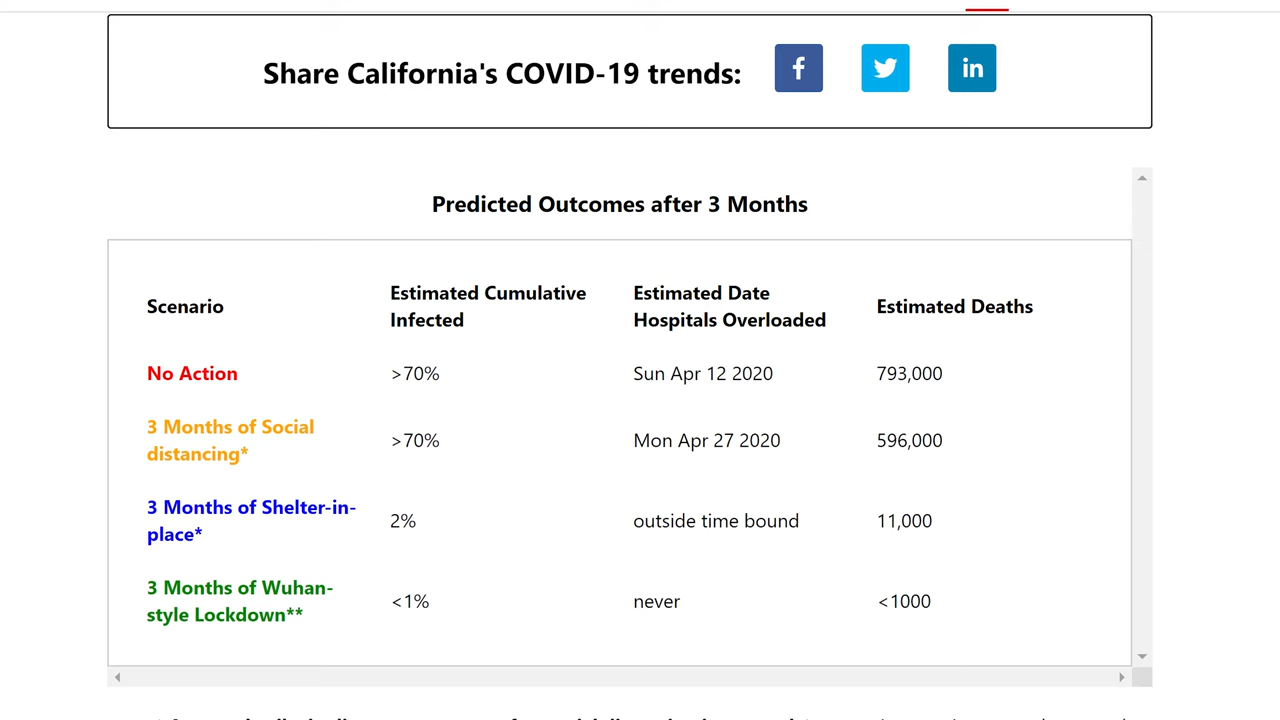 Share California's COVID-19 trends:
Predicted Outcomes after 3 Months
Scenario
Estimated Cumulative
Infected
Estimated Date
Hospitals Overloaded
Estimated Deaths
No Action
>70%
Sun Apr 12 2020
793,000
3 Months of Social
distancing*
>70%
Mon Apr 27 2020
596,000
3 Months of Shelter-in-
place*
2%
outside time bound
11,000
3 Months of Wuhan-
style Lockdown**
<1%
never
<1000